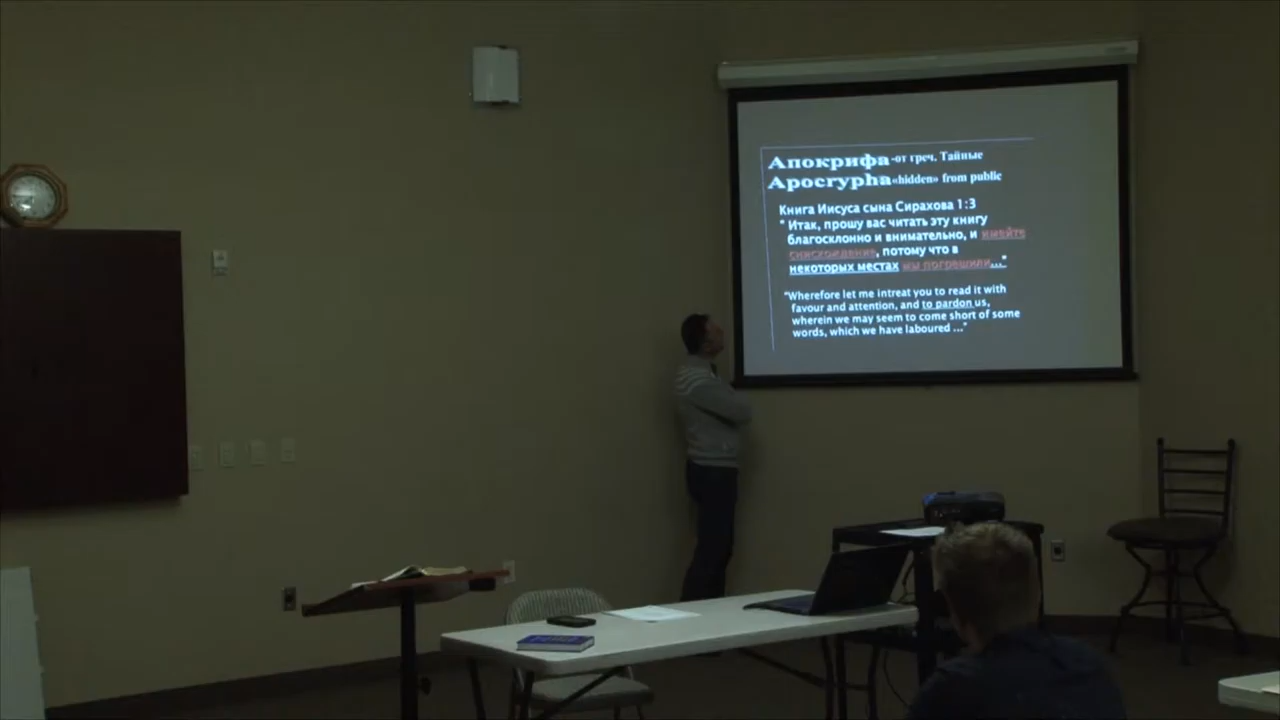 Апокрифа-от греч. Тайные
Apocrypha«hidden» from public
Книга Иисуса сына Сирахова 1:3
" Итак, прошу вас читать эту книгу
благосклонно и внимательно, и имейте
снисхождение, потому что в
некоторых местах мы погрешили..."
"Wherefore let me intreat you to read it with
favour and attention, and to pardon us,
wherein we may seem to come short of some
words, which we have laboured ..."